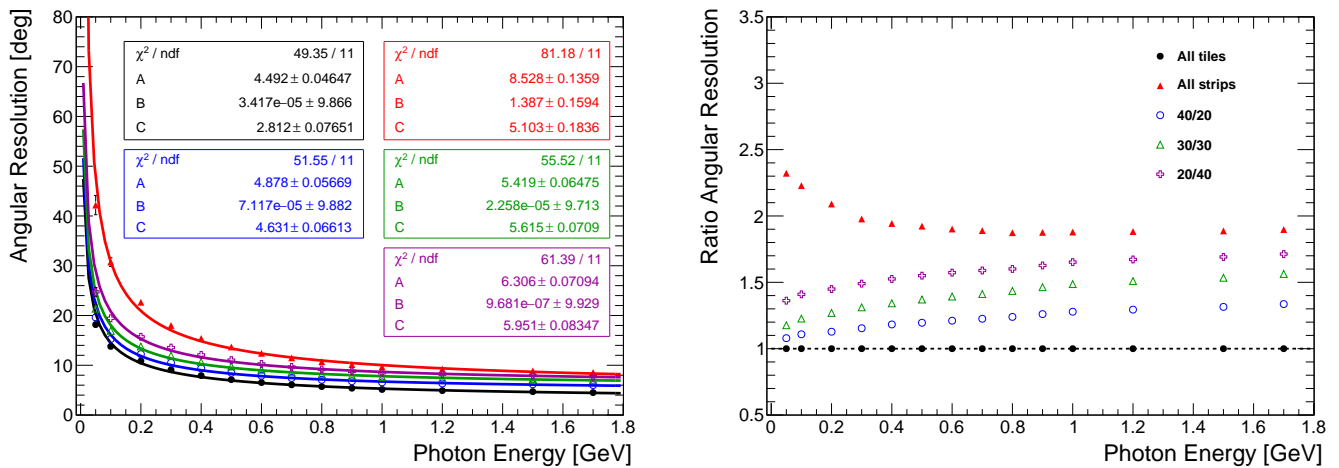 Angular Resolution [deg]
80
70
60
50
40
30
20
10
0
χ² / ndf 49.35 / 11
A 4.492 ± 0.04647
B 3.417e−05 ± 9.866
C 2.812 ± 0.07651
χ² / ndf 81.18 / 11
A 8.528 ± 0.1359
B 1.387 ± 0.1594
C 5.103 ± 0.1836
χ² / ndf 51.55 / 11
A 4.878 ± 0.05669
B 7.117e−05 ± 9.882
C 4.631 ± 0.06613
χ² / ndf 55.52 / 11
A 5.419 ± 0.06475
B 2.258e−05 ± 9.713
C 5.615 ± 0.0709
χ² / ndf 61.39 / 11
A 6.306 ± 0.07094
B 9.681e−07 ± 9.929
C 5.951 ± 0.08347
0 0.2 0.4 0.6 0.8 1 1.2 1.4 1.6 1.8
Photon Energy [GeV]
Ratio Angular Resolution
3.5
3
2.5
2
1.5
1
0.5
All tiles
All strips
40/20
30/30
20/40
0 0.2 0.4 0.6 0.8 1 1.2 1.4 1.6 1.8
Photon Energy [GeV]